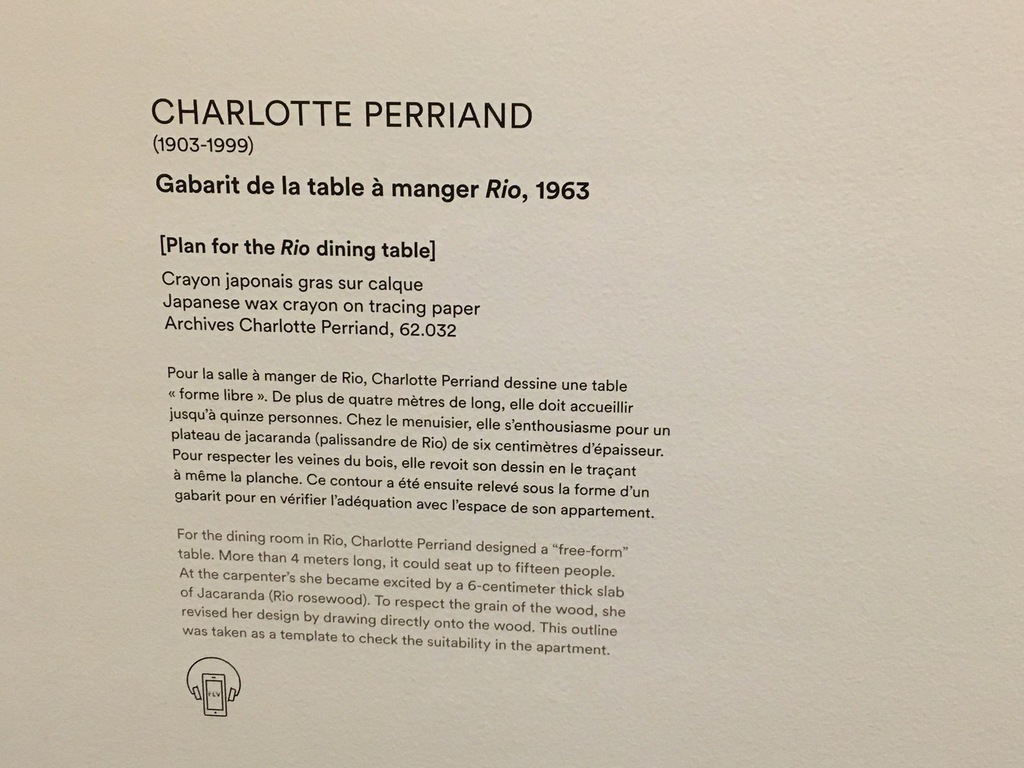 CHARLOTTE PERRIAND
(1903-1999)
Gabarit de la table à manger Rio, 1963
[Plan for the Rio dining table]
Crayon japonais gras sur calque
Japanese wax crayon on tracing paper
Archives Charlotte Perriand, 62.032
Pour la salle à manger de Rio, Charlotte Perriand dessine une table
« forme libre ». De plus de quatre mètres de long, elle doit accueillir
jusqu'à quinze personnes. Chez le menuisier, elle s'enthousiasme pour un
plateau de jacaranda (palissandre de Rio) de six centimètres d'épaisseur.
Pour respecter les veines du bois, elle revoit son dessin en le traçant
à même la planche. Ce contour a été ensuite relevé sous la forme d'un
gabarit pour en vérifier l'adéquation avec l'espace de son appartement.
For the dining room in Rio, Charlotte Perriand designed a “free-form”
table. More than 4 meters long, it could seat up to fifteen people.
At the carpenter's she became excited by a 6-centimeter thick slab
of Jacaranda (Rio rosewood). To respect the grain of the wood, she
revised her design by drawing directly onto the wood. This outline
was taken as a template to check the suitability in the apartment.
FLV